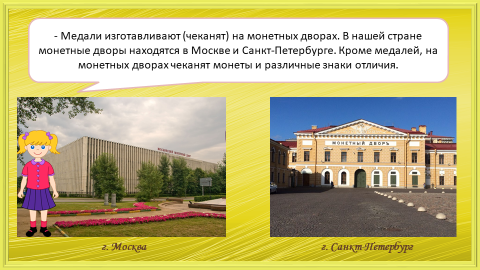 - Медали изготавливают (чеканят) на монетных дворах. В нашей стране
монетные дворы находятся в Москве и Санкт-Петербурге. Кроме медалей, на
монетных дворах чеканят монеты и различные знаки отличия.
МОНЕТНЫЙ ДВОРЪ
г. Москва
г. Санкт-Петербург